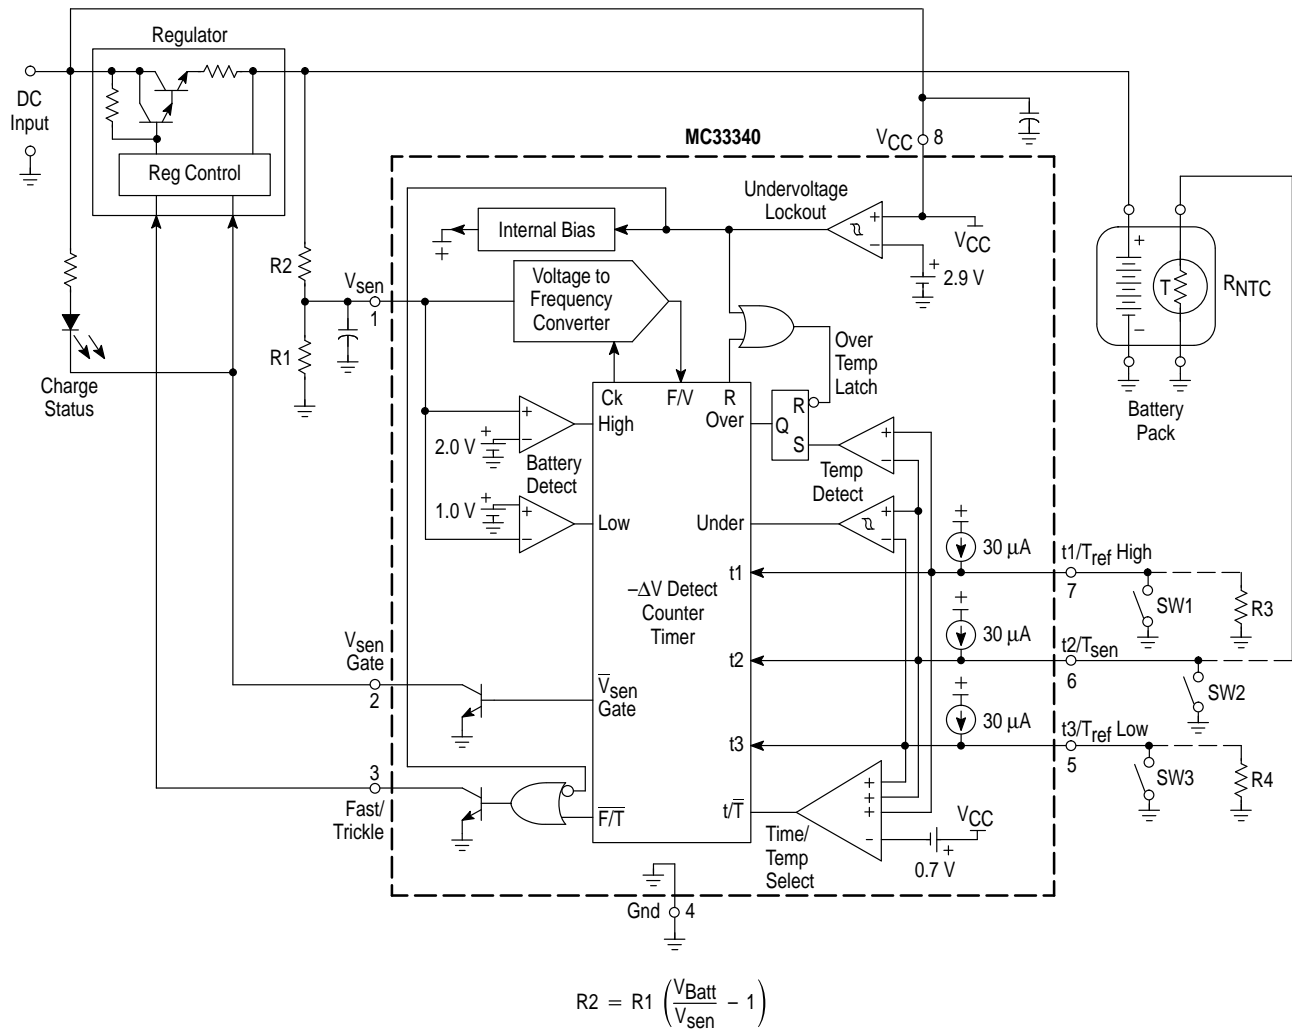 Regulator
DC
Input
Reg Control
MC33340
VCC 8
Undervoltage
Lockout
Internal Bias
+
+
−
VCC
+
2.9 V
R2
Vsen
1
Voltage to
Frequency
Converter
R1
Charge
Status
Over
Temp
Latch
+
−
T
RNTC
Battery
Pack
Ck
F/V
R
Over
High
R
Q
S
+
−
2.0 V
+
Battery
Detect
+
−
Temp
Detect
1.0 V
+
+
−
Low
Under
+
−
+
30 µA
t1
t1/Tref High
7
SW1
R3
−ΔV Detect
Counter
Timer
+
30 µA
t2
t2/Tsen
6
SW2
Vsen
Gate
2
V̅sen
Gate
+
30 µA
t3
t3/Tref Low
5
SW3
R4
3
Fast/
Trickle
F̅/̅T̅
t/T̅
+
+
+
−
Time/
Temp
Select
VCC
+
0.7 V
Gnd 4
R2 = R1 (VBatt/Vsen − 1)